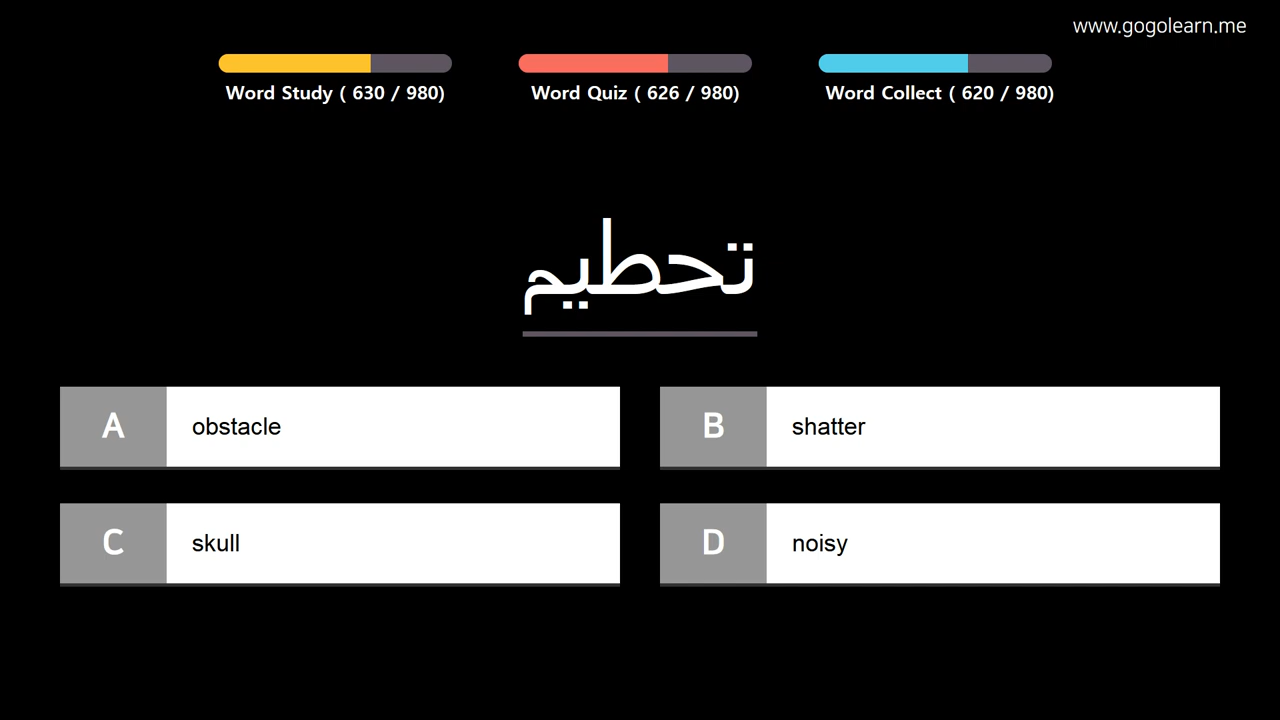 www.gogolearn.me
Word Study ( 630 / 980)
Word Quiz ( 626 / 980)
Word Collect ( 620 / 980)
تحطيم
A obstacle
B shatter
C skull
D noisy